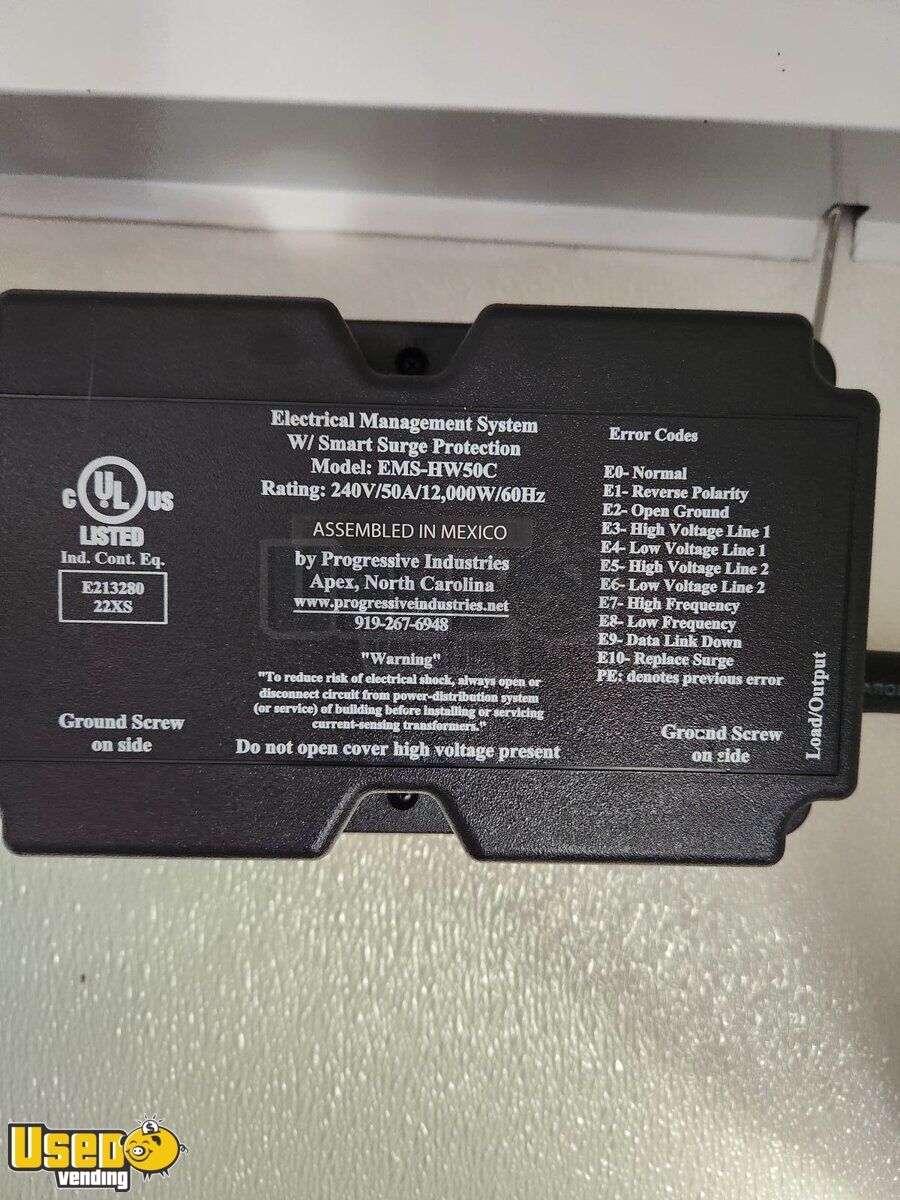 Electrical Management System
W/ Smart Surge Protection
Model: EMS-HW50C
Rating: 240V/50A/12,000W/60Hz
ASSEMBLED IN MEXICO
by Progressive Industries
Apex, North Carolina
www.progressiveindustries.net
919-267-6948
"Warning"
"To reduce risk of electrical shock, always open or
disconnect circuit from power-distribution system
(or service) of building before installing or servicing
current-sensing transformers."
Do not open cover high voltage present
C UL US
LISTED
Ind. Cont. Eq.
E213280
22XS
Ground Screw
on side
Error Codes
E0- Normal
E1- Reverse Polarity
E2- Open Ground
E3- High Voltage Line 1
E4- Low Voltage Line 1
E5- High Voltage Line 2
E6- Low Voltage Line 2
E7- High Frequency
E8- Low Frequency
E9- Data Link Down
E10- Replace Surge
PE: denotes previous error
Ground Screw
on side
Load/Output
USED
vending